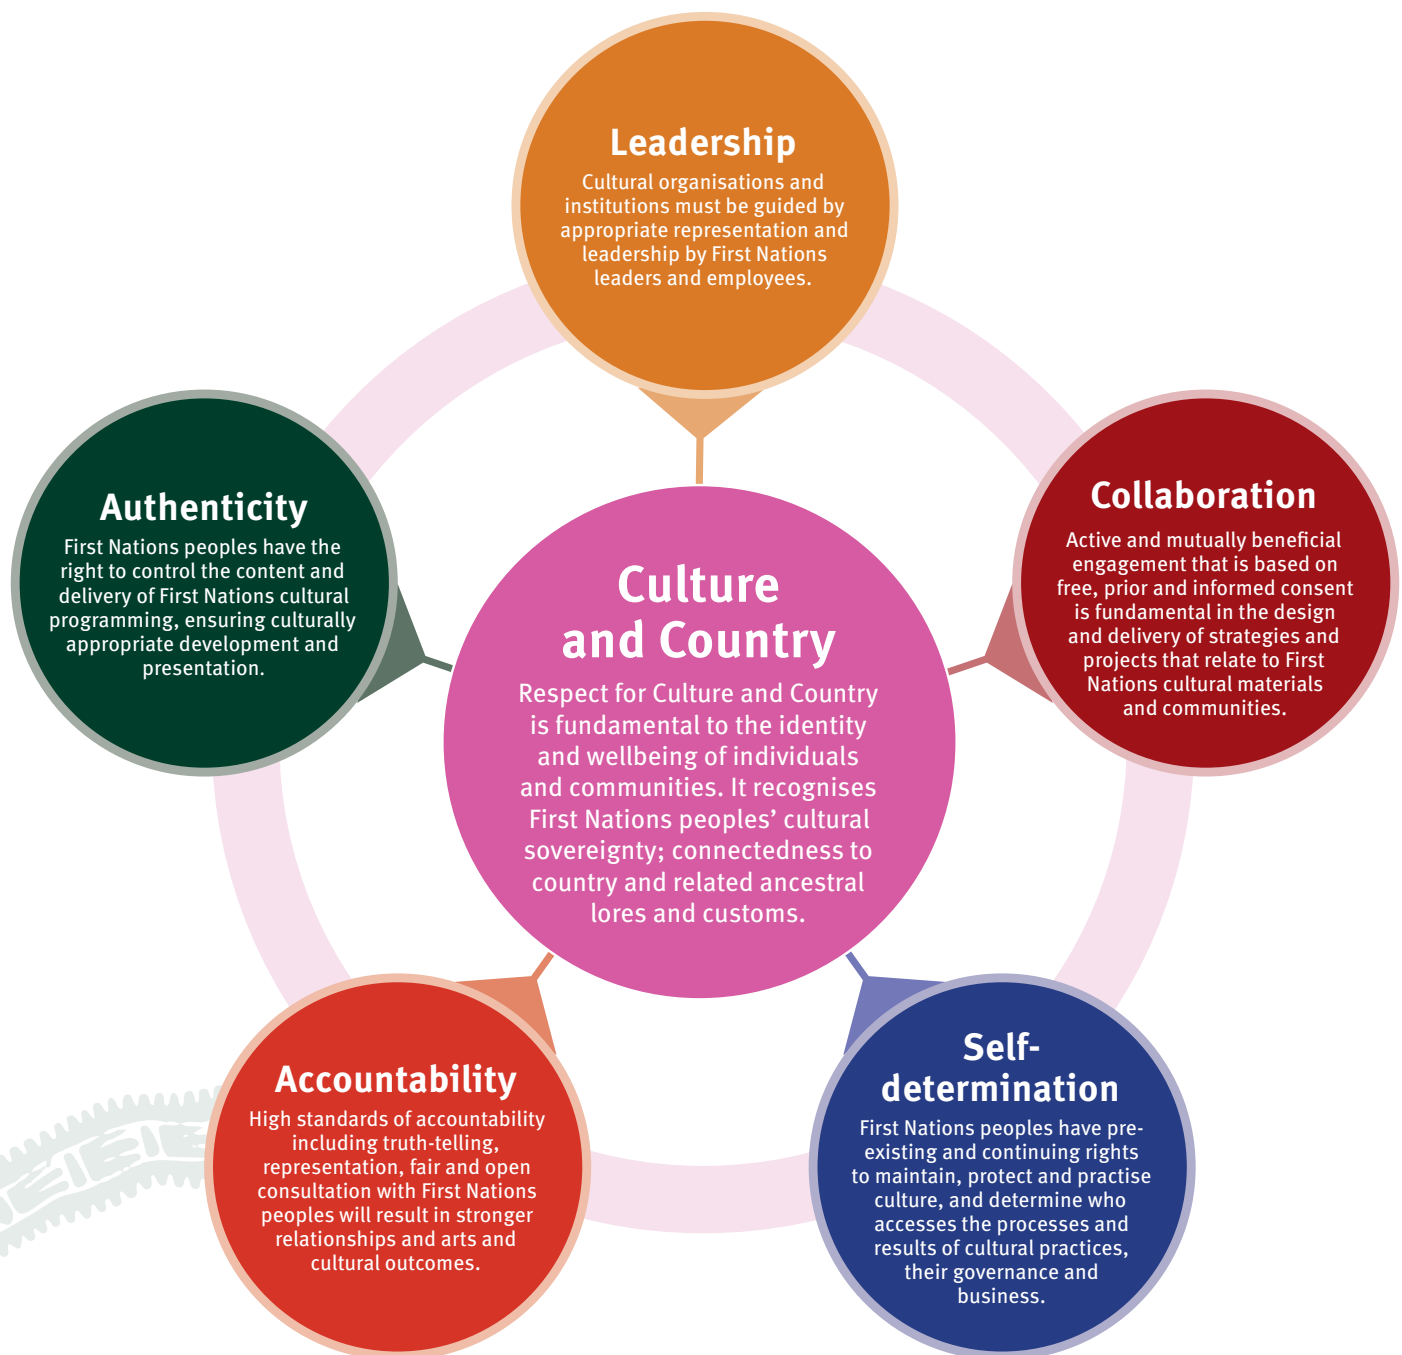 Leadership
Cultural organisations and
institutions must be guided by
appropriate representation and
leadership by First Nations
leaders and employees.
Authenticity
First Nations peoples have the
right to control the content and
delivery of First Nations cultural
programming, ensuring culturally
appropriate development and
presentation.
Collaboration
Active and mutually beneficial
engagement that is based on
free, prior and informed consent
is fundamental in the design
and delivery of strategies and
projects that relate to First
Nations cultural materials
and communities.
Culture
and Country
Respect for Culture and Country
is fundamental to the identity
and wellbeing of individuals
and communities. It recognises
First Nations peoples’ cultural
sovereignty; connectedness to
country and related ancestral
lores and customs.
Accountability
High standards of accountability
including truth-telling,
representation, fair and open
consultation with First Nations
peoples will result in stronger
relationships and arts and
cultural outcomes.
Self-
determination
First Nations peoples have pre-
existing and continuing rights
to maintain, protect and practise
culture, and determine who
accesses the processes and
results of cultural practices,
their governance and
business.